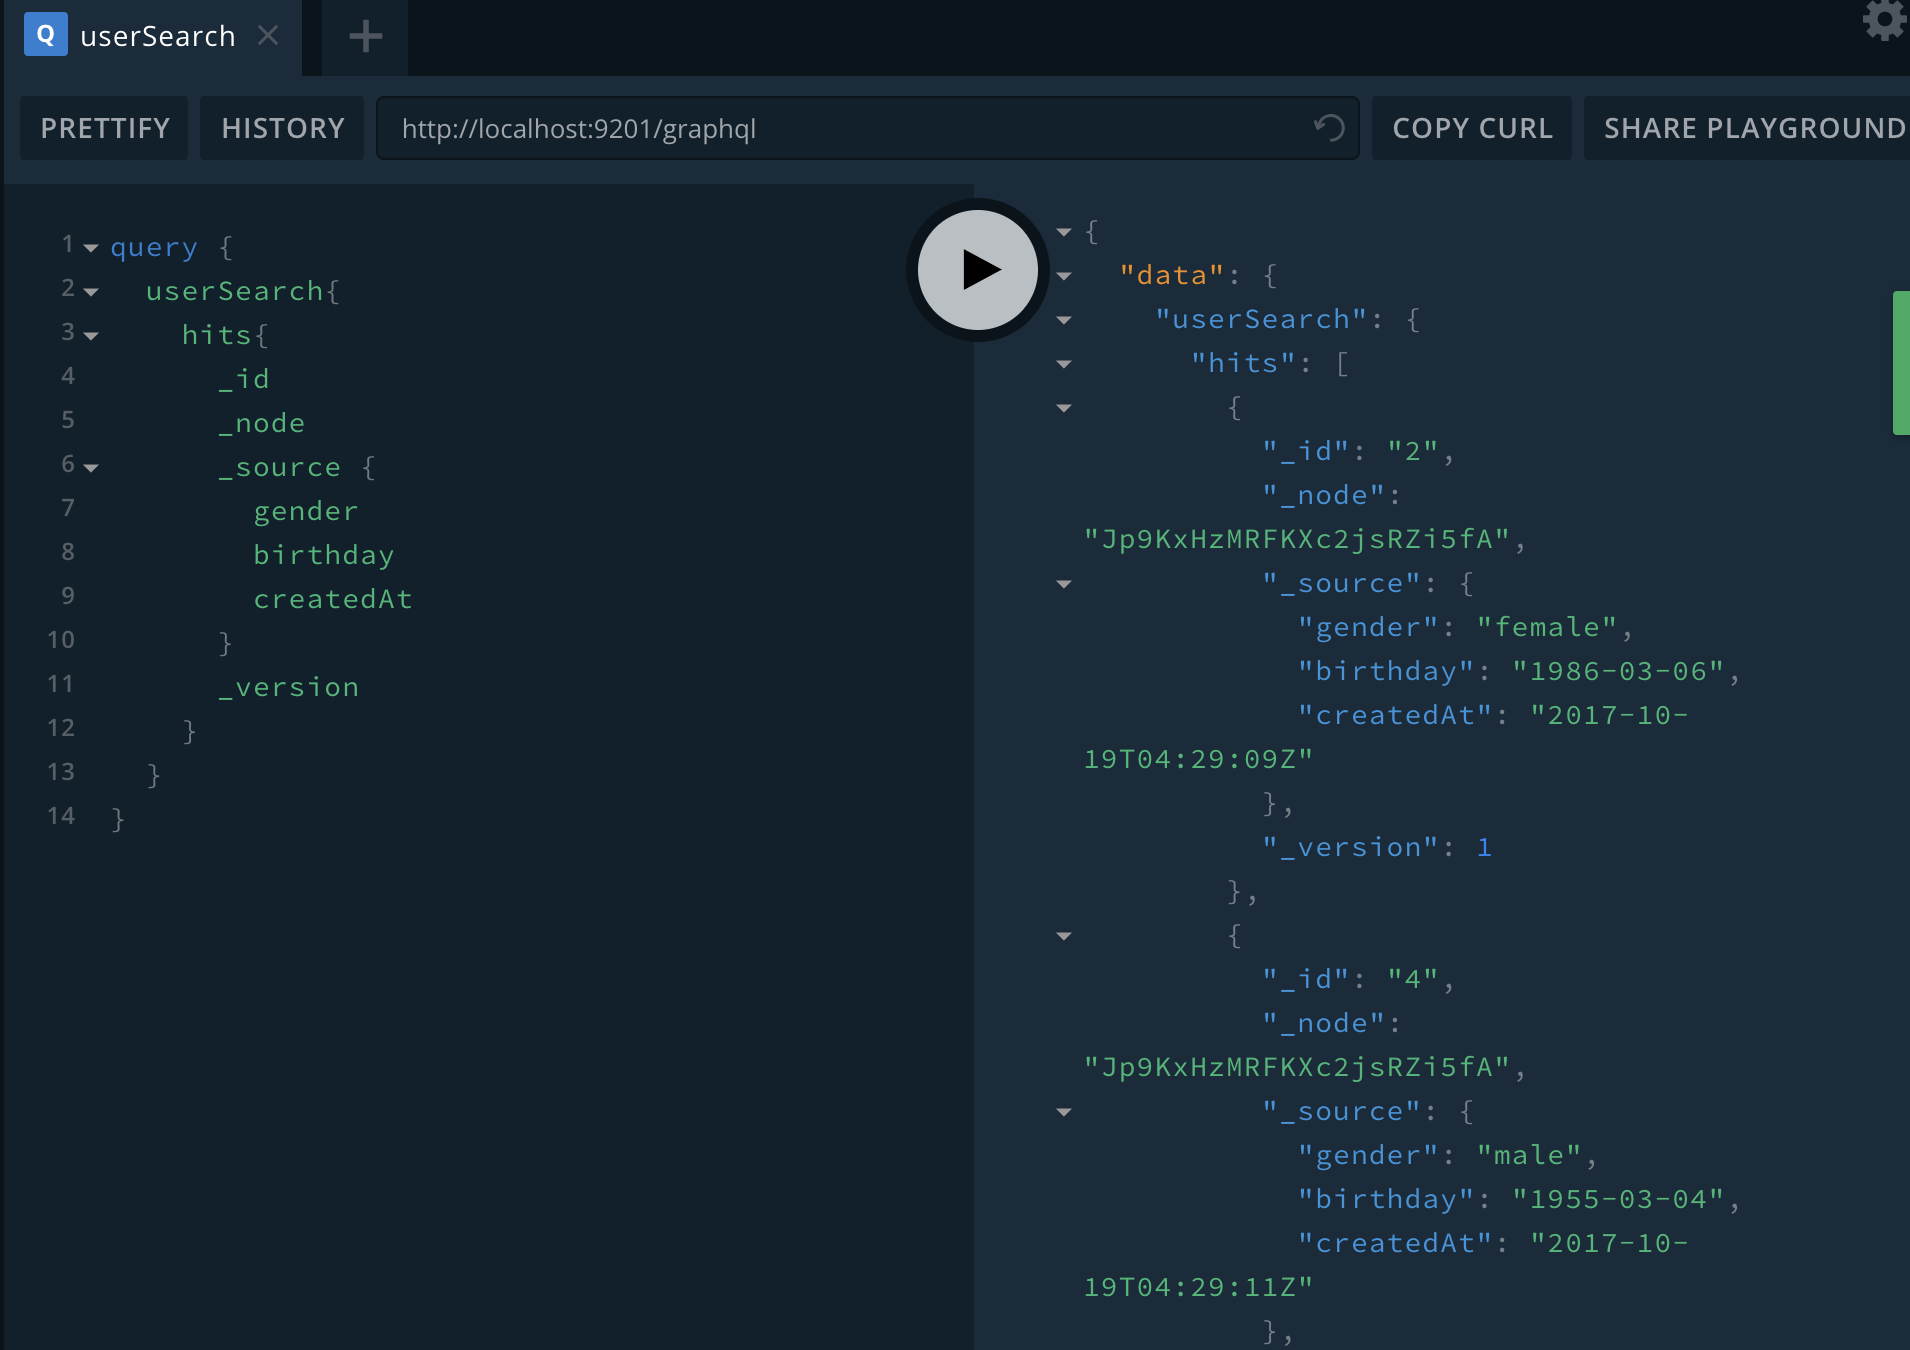 Q userSearch
PRETTIFY HISTORY http://localhost:9201/graphql COPY CURL SHARE PLAYGROUND
1 query {
2 userSearch{
3 hits{
4 _id
5 _node
6 _source {
7 gender
8 birthday
9 createdAt
10 }
11 _version
12 }
13 }
14 }
{
"data": {
"userSearch": {
"hits": [
{
"_id": "2",
"_node":
"Jp9KxHzMRFKXc2jsRZi5fA",
"_source": {
"gender": "female",
"birthday": "1986-03-06",
"createdAt": "2017-10-
19T04:29:09Z"
},
"_version": 1
},
{
"_id": "4",
"_node":
"Jp9KxHzMRFKXc2jsRZi5fA",
"_source": {
"gender": "male",
"birthday": "1955-03-04",
"createdAt": "2017-10-
19T04:29:11Z"
},